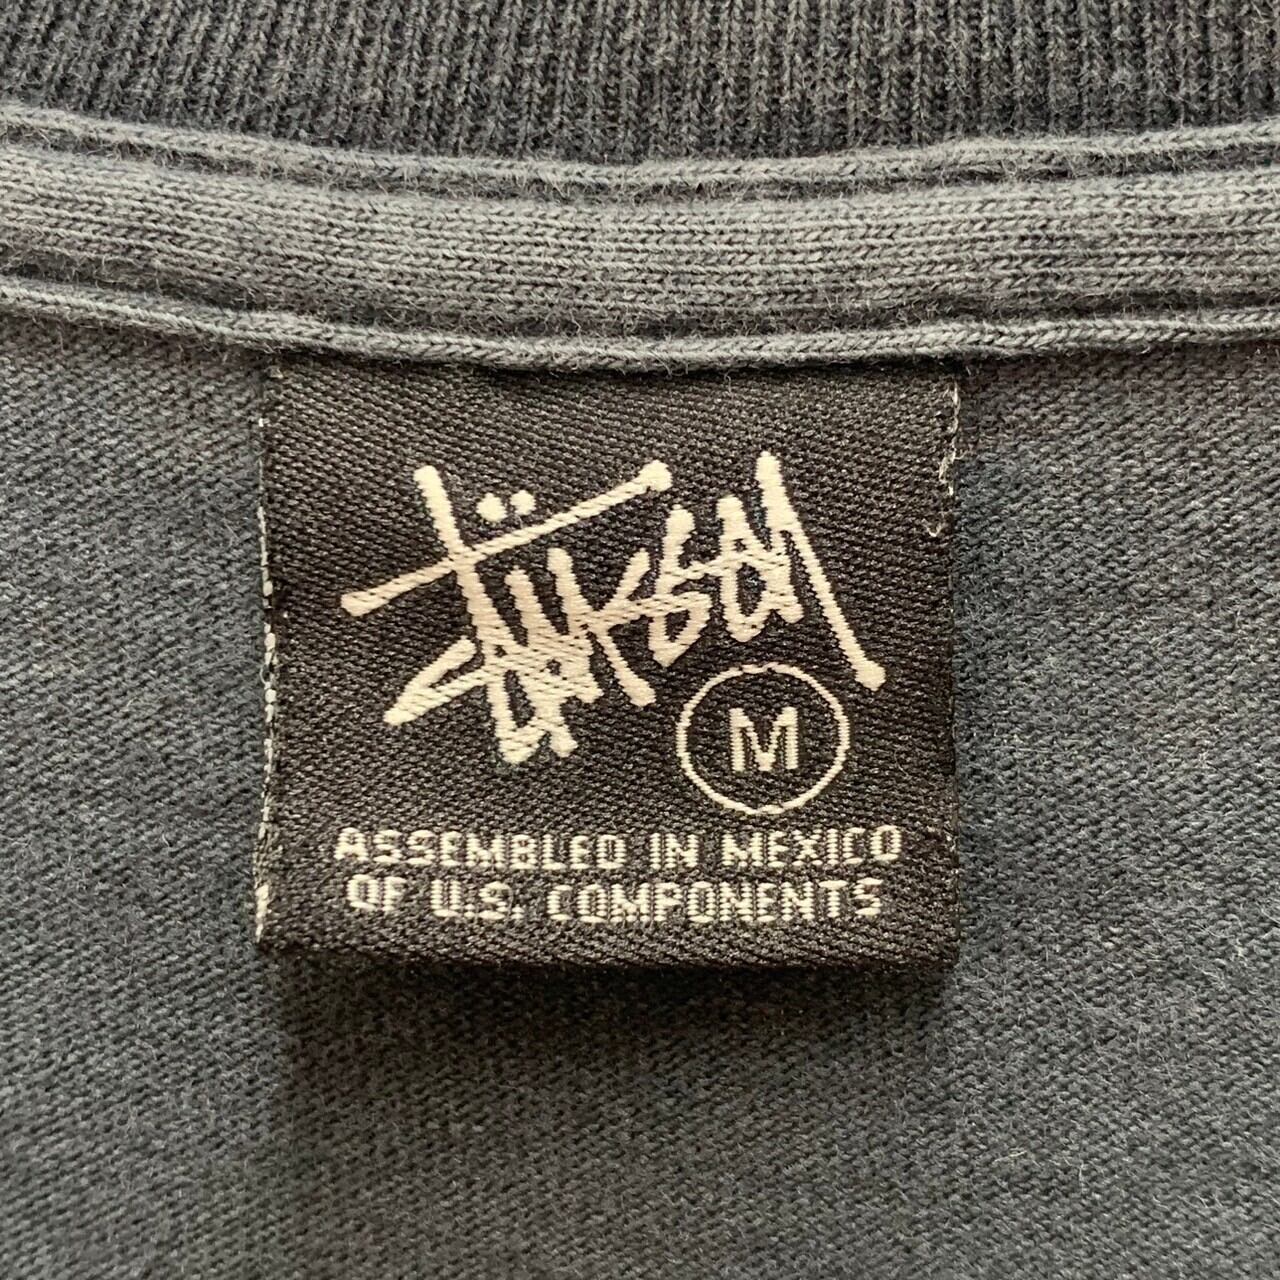 Stüssy
M
ASSEMBLED IN MEXICO
OF U.S. COMPONENTS